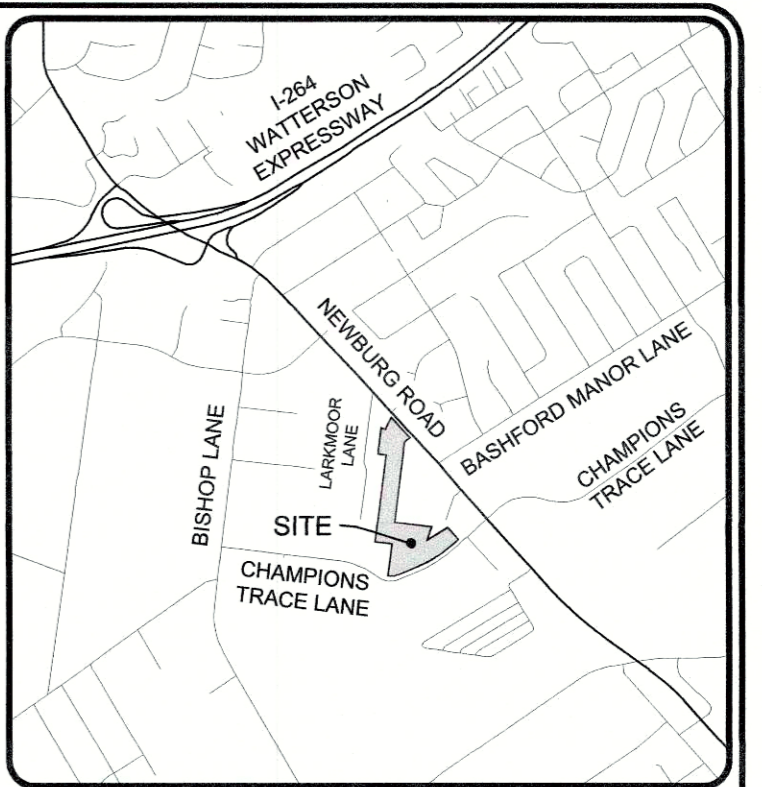 I-264
WATTERSON
EXPRESSWAY
NEWBURG ROAD
BASHFORD MANOR LANE
CHAMPIONS
TRACE LANE
LARKMOOR
LANE
BISHOP LANE
SITE
CHAMPIONS
TRACE LANE